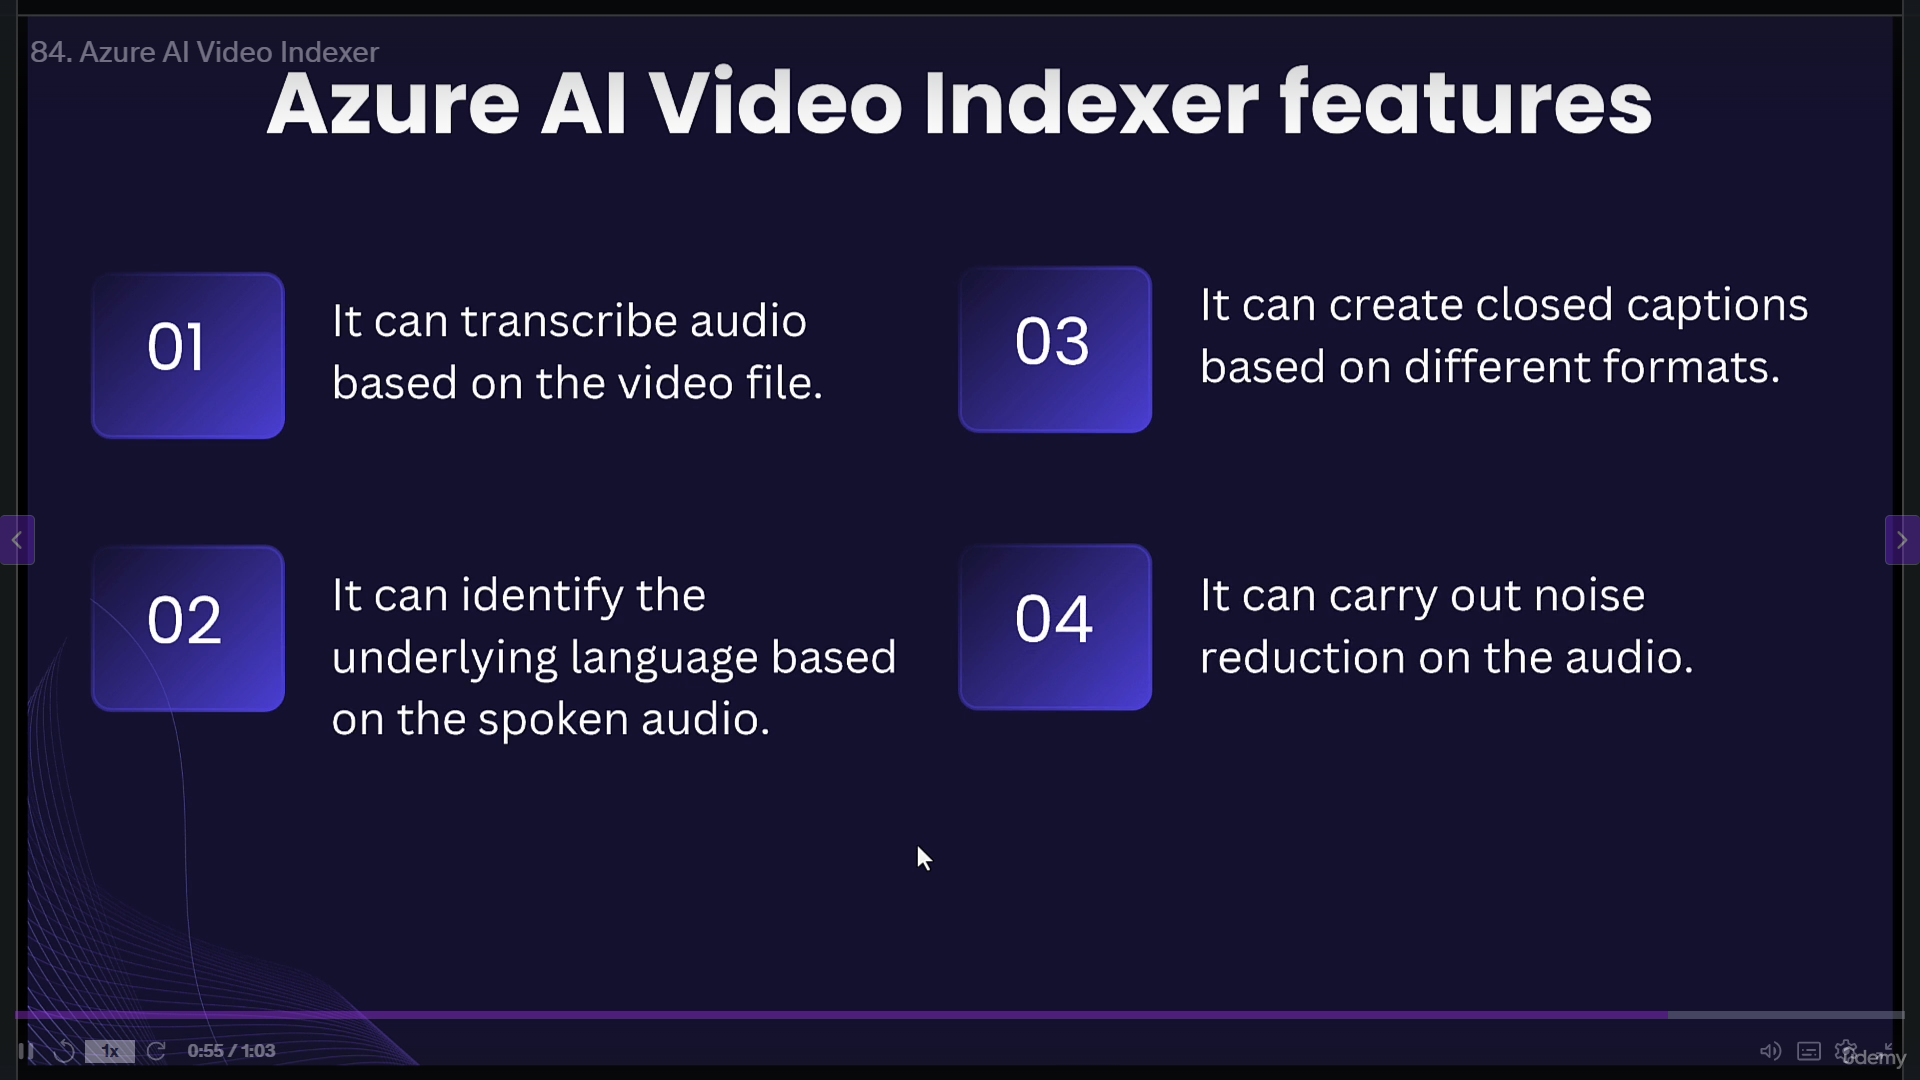 84. Azure AI Video Indexer
Azure AI Video Indexer features
01
It can transcribe audio
based on the video file.
02
It can identify the
underlying language based
on the spoken audio.
03
It can create closed captions
based on different formats.
04
It can carry out noise
reduction on the audio.
1x
0:55 / 1:03
ûdemy